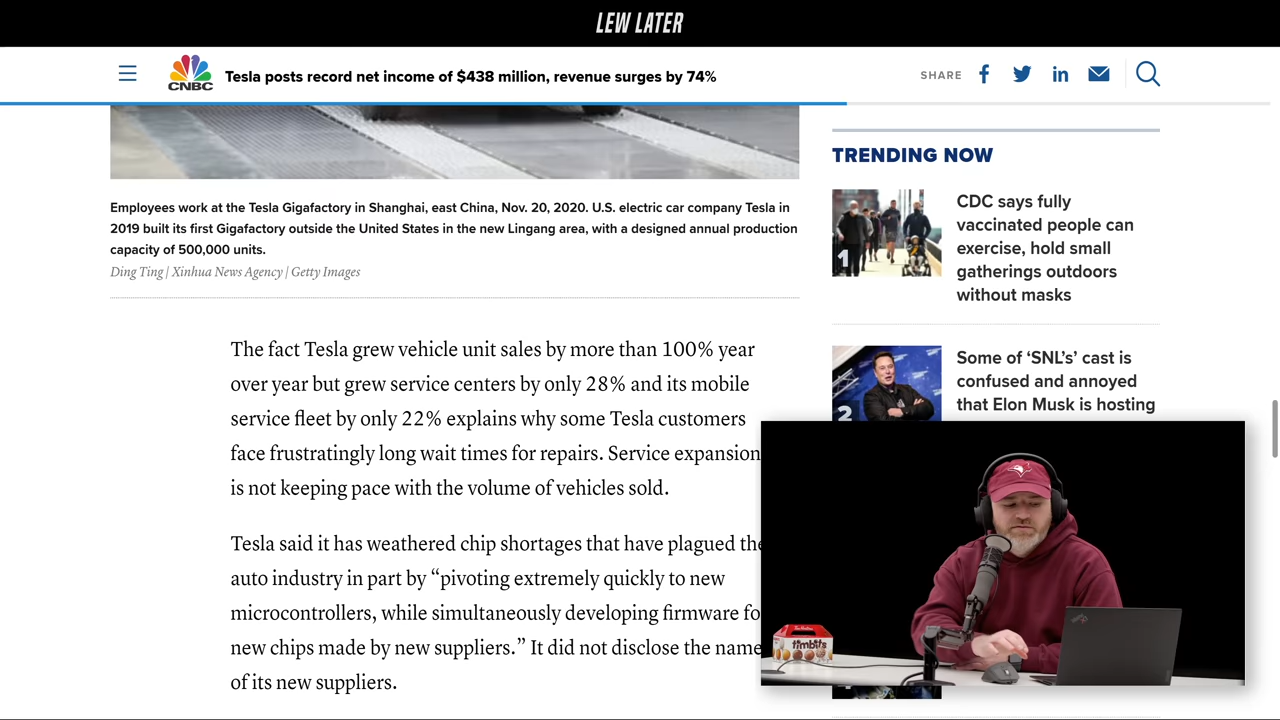 LEW LATER
CNBC
Tesla posts record net income of $438 million, revenue surges by 74%
SHARE
Employees work at the Tesla Gigafactory in Shanghai, east China, Nov. 20, 2020. U.S. electric car company Tesla in
2019 built its first Gigafactory outside the United States in the new Lingang area, with a designed annual production
capacity of 500,000 units.
Ding Ting | Xinhua News Agency | Getty Images
The fact Tesla grew vehicle unit sales by more than 100% year
over year but grew service centers by only 28% and its mobile
service fleet by only 22% explains why some Tesla customers
face frustratingly long wait times for repairs. Service expansion
is not keeping pace with the volume of vehicles sold.
Tesla said it has weathered chip shortages that have plagued the
auto industry in part by “pivoting extremely quickly to new
microcontrollers, while simultaneously developing firmware fo
new chips made by new suppliers.” It did not disclose the name
of its new suppliers.
TRENDING NOW
1
CDC says fully
vaccinated people can
exercise, hold small
gatherings outdoors
without masks
2
Some of ‘SNL’s’ cast is
confused and annoyed
that Elon Musk is hosting
timbits